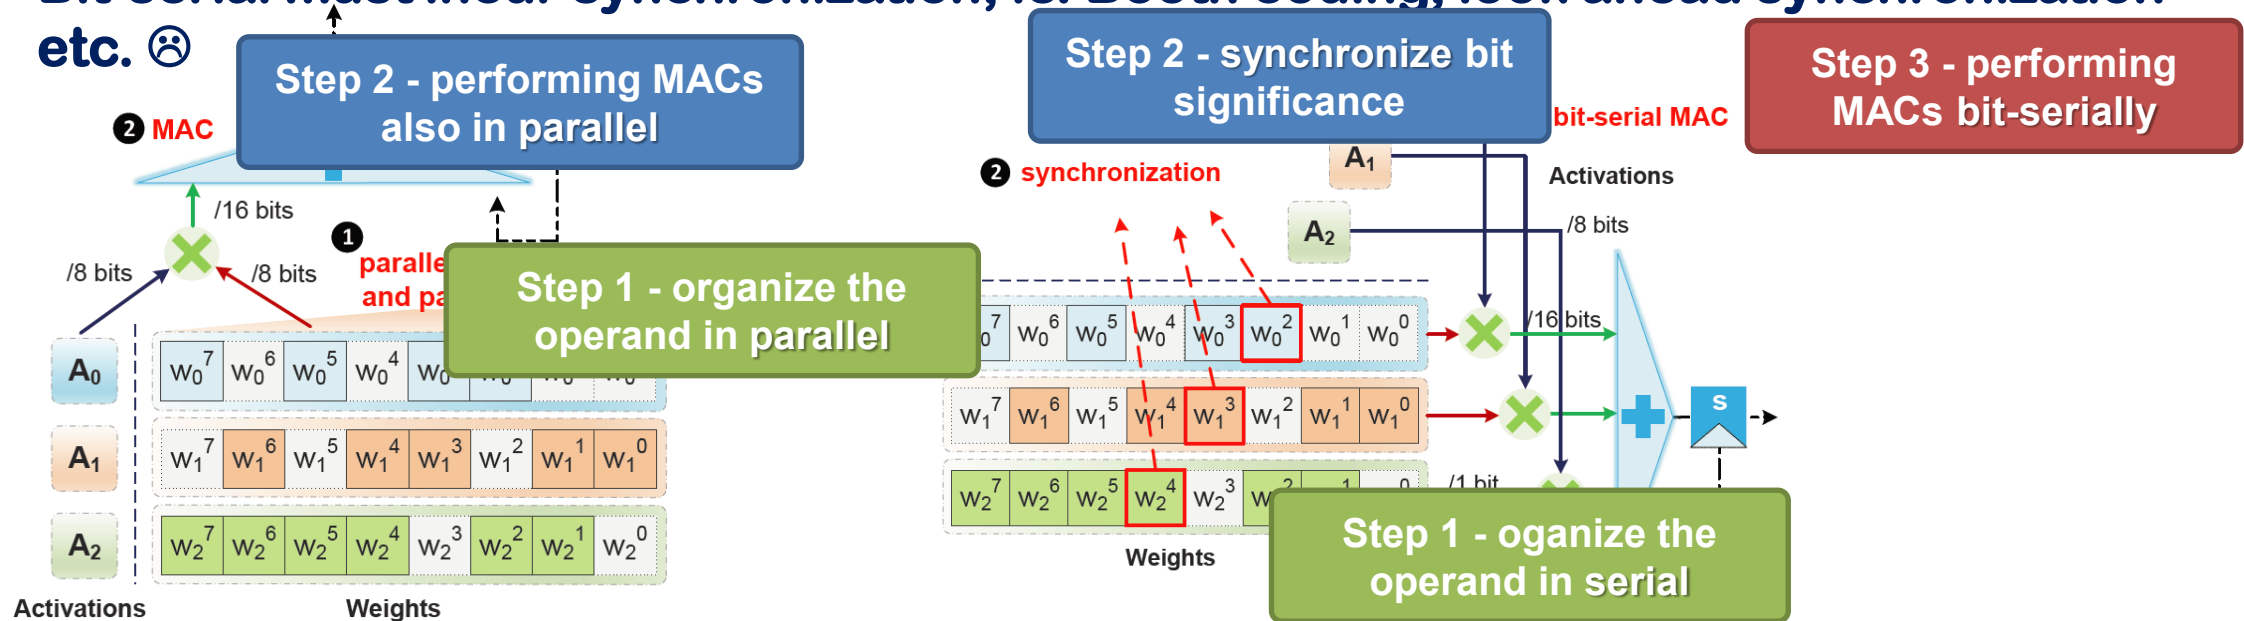 etc. ☹
Step 2 - performing MACs
also in parallel
❷ MAC
/16 bits
❶
/8 bits
/8 bits
Step 1 - organize the
operand in parallel
A0
w0^7 w0^6 w0^5 w0^4
A1
w1^7 w1^6 w1^5 w1^4 w1^3 w1^2 w1^1 w1^0
A2
w2^7 w2^6 w2^5 w2^4 w2^3 w2^2 w2^1 w2^0
Activations
Weights
Step 2 - synchronize bit
significance
bit-serial MAC
Step 3 - performing
MACs bit-serially
❷ synchronization
A1
Activations
A2
/8 bits
w0^6 w0^5 w0^4 w0^3 w0^2 w0^1 w0^0
/16 bits
w1^7 w1^6 w1^5 w1^4 w1^3 w1^2 w1^1 w1^0
s
w2^7 w2^6 w2^5 w2^4 w2^3
/1 bit
Weights
Step 1 - oganize the
operand in serial